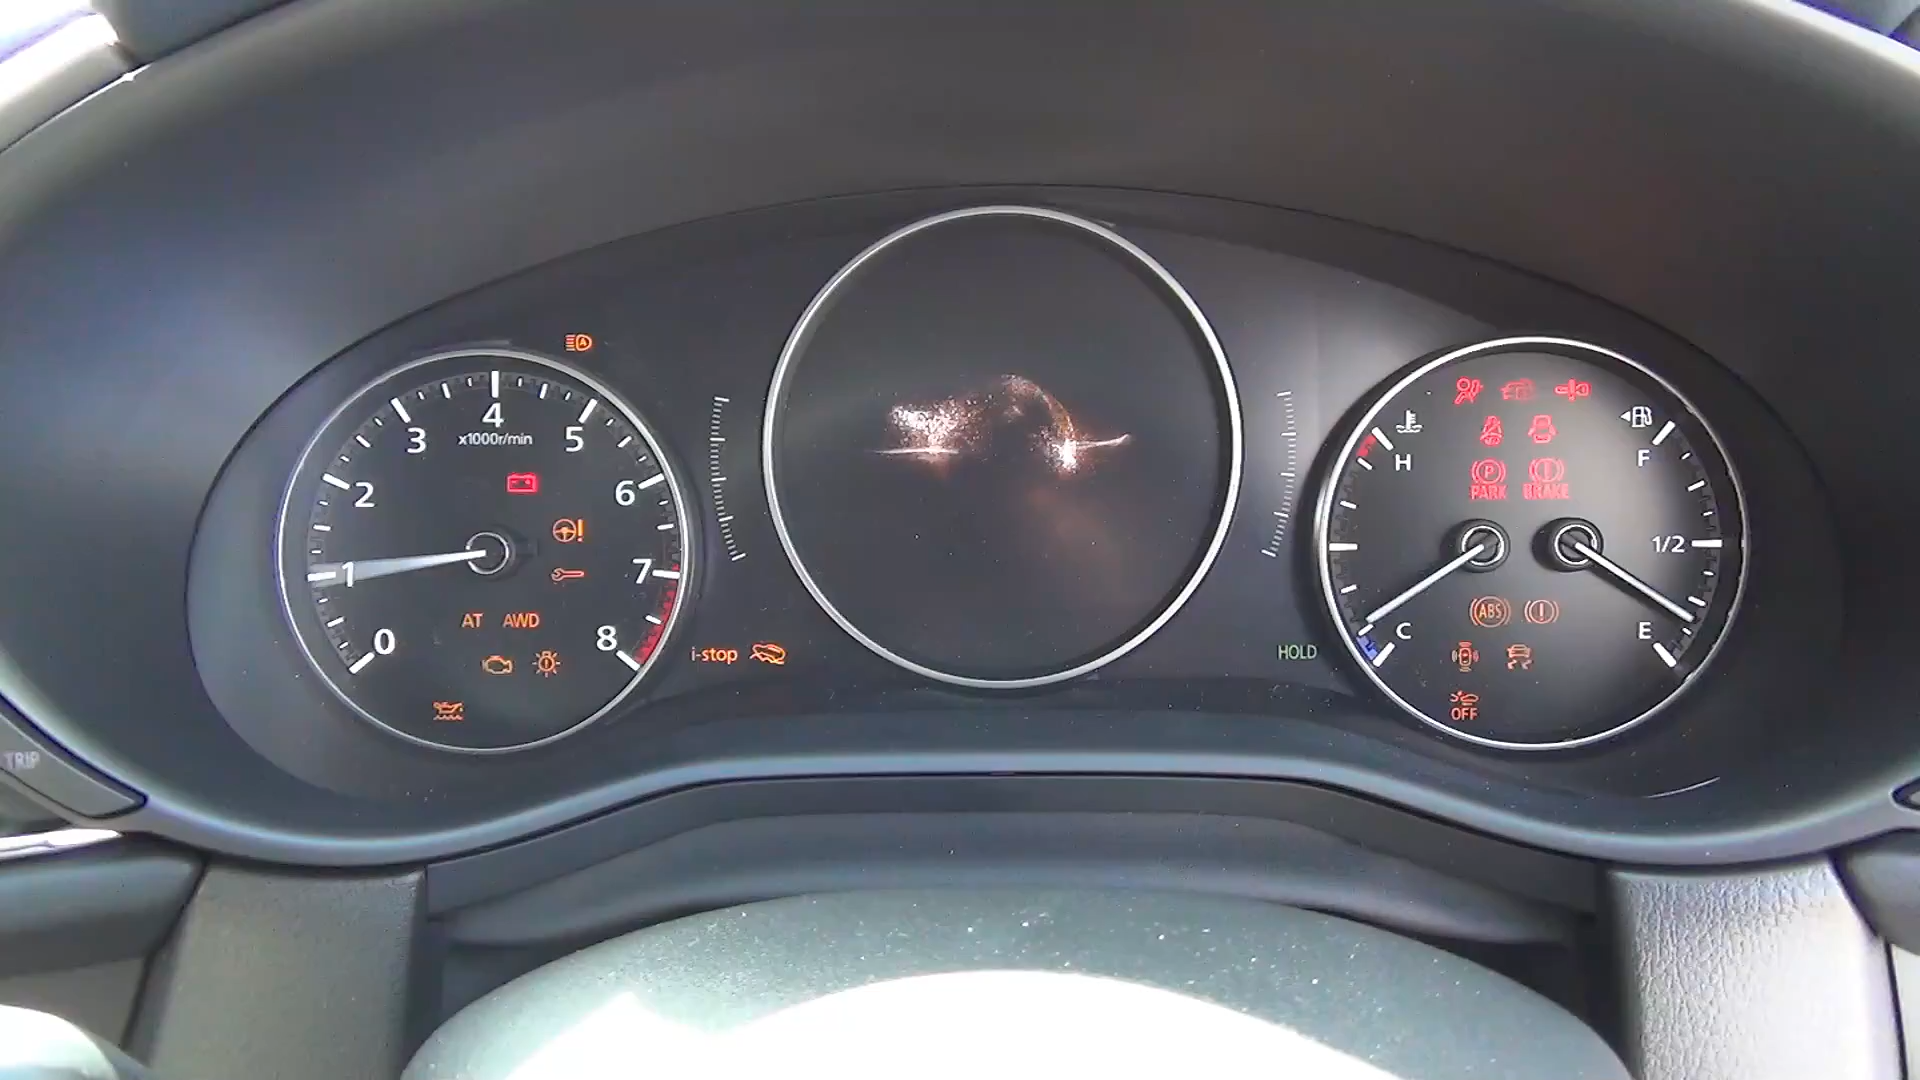 0
1
2
3
4
5
6
7
8
x1000r/min
AT AWD
i-stop
TRIP
HOLD
H
C
F
1/2
E
P
PARK
BRAKE
ABS
OFF
A